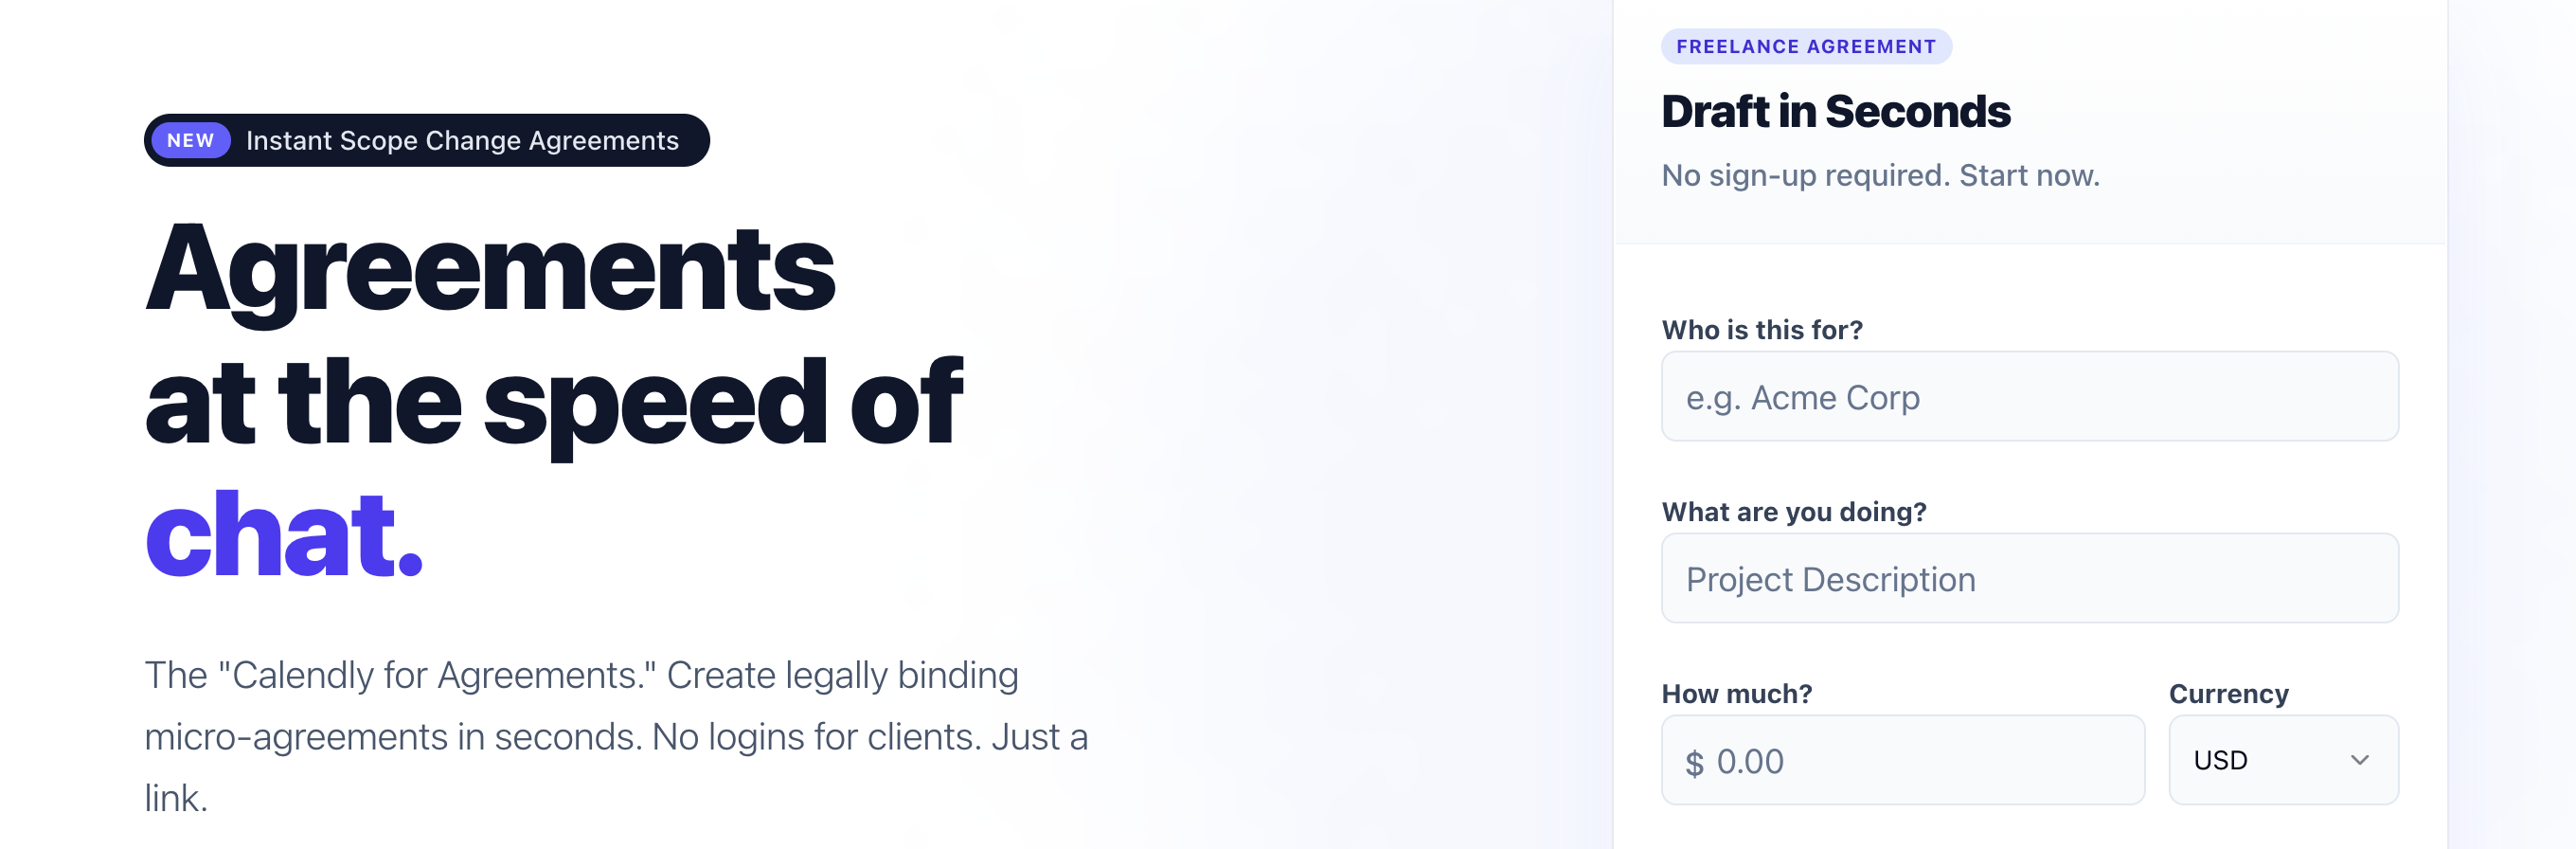 NEW Instant Scope Change Agreements
Agreements
at the speed of
chat.
The "Calendly for Agreements." Create legally binding
micro-agreements in seconds. No logins for clients. Just a
link.
FREELANCE AGREEMENT
Draft in Seconds
No sign-up required. Start now.
Who is this for?
e.g. Acme Corp
What are you doing?
Project Description
How much? Currency
$ 0.00 USD